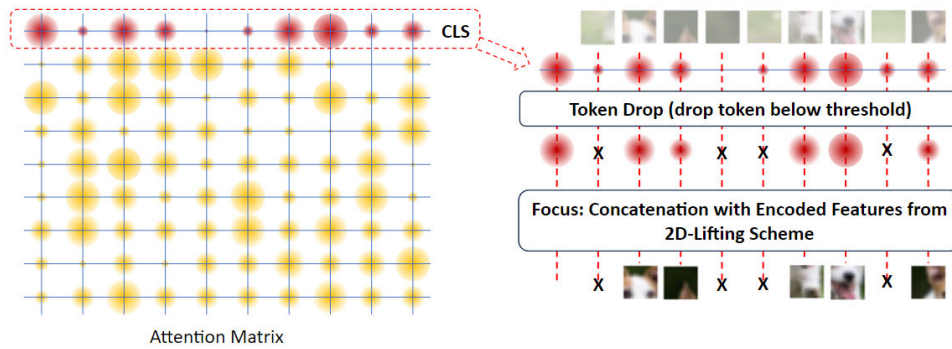 CLS
Token Drop (drop token below threshold)
X X X X
Focus: Concatenation with Encoded Features from
2D-Lifting Scheme
X X X X
Attention Matrix